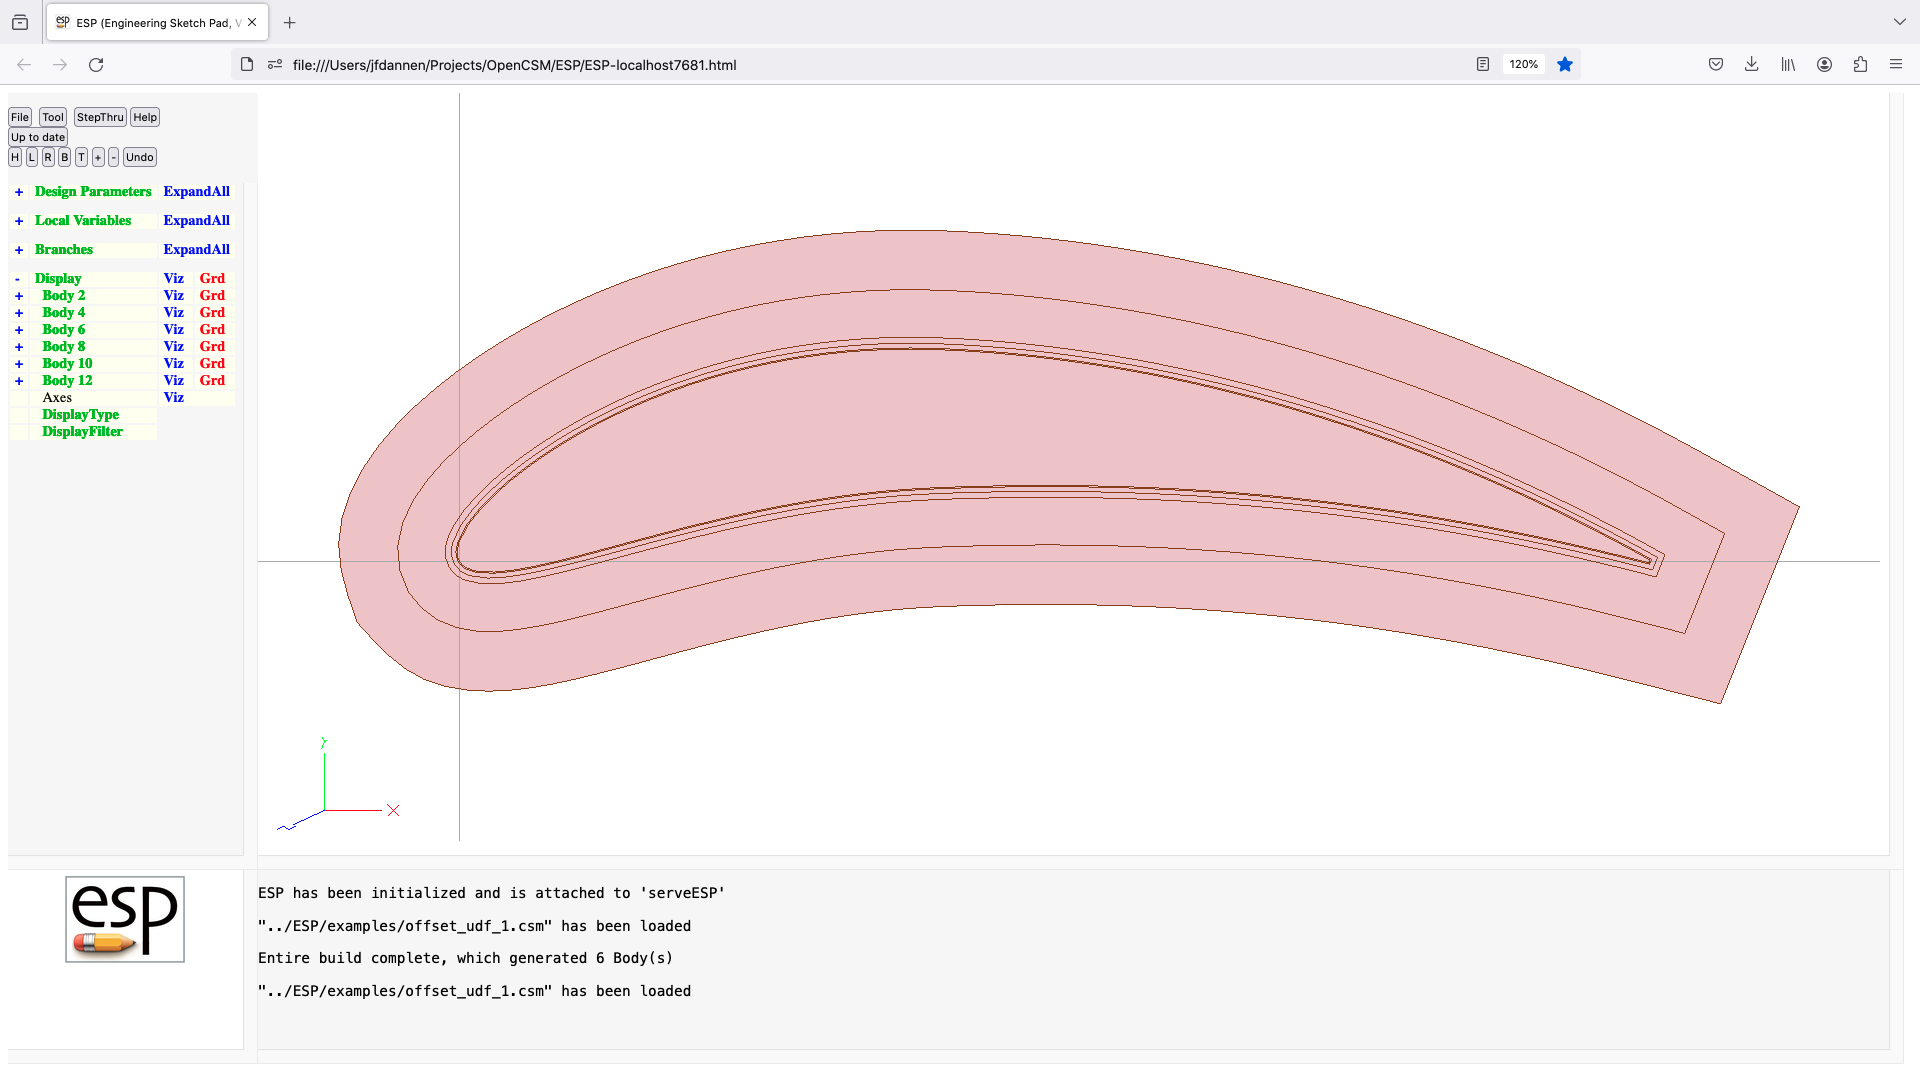 ESP (Engineering Sketch Pad, V
file:///Users/jfdannen/Projects/OpenCSM/ESP/ESP-localhost7681.html
120%
File Tool StepThru Help
Up to date
H L R B T + - Undo
+ Design Parameters ExpandAll
+ Local Variables ExpandAll
+ Branches ExpandAll
- Display Viz Grd
+ Body 2 Viz Grd
+ Body 4 Viz Grd
+ Body 6 Viz Grd
+ Body 8 Viz Grd
+ Body 10 Viz Grd
+ Body 12 Viz Grd
Axes Viz
DisplayType
DisplayFilter
Y
X
Z
esp
ESP has been initialized and is attached to 'serveESP'
"../ESP/examples/offset_udf_1.csm" has been loaded
Entire build complete, which generated 6 Body(s)
"../ESP/examples/offset_udf_1.csm" has been loaded